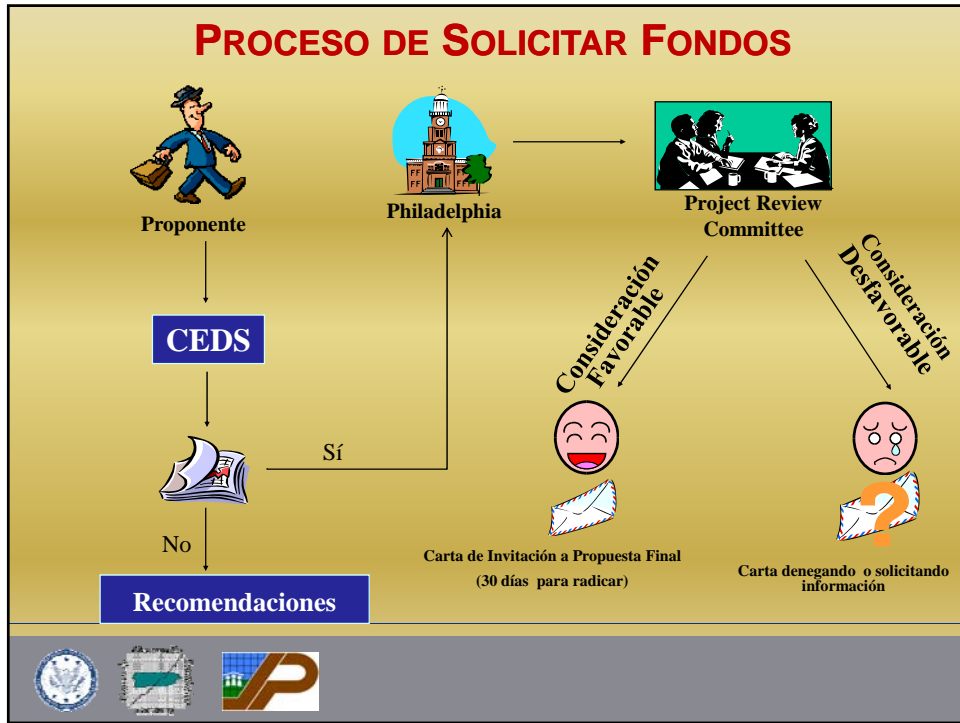 PROCESO DE SOLICITAR FONDOS
Proponente
Philadelphia
Project Review
Committee
CEDS
Consideración
Favorable
Consideración
Desfavorable
Sí
No
Recomendaciones
Carta de Invitación a Propuesta Final
(30 días para radicar)
?
Carta denegando o solicitando
información